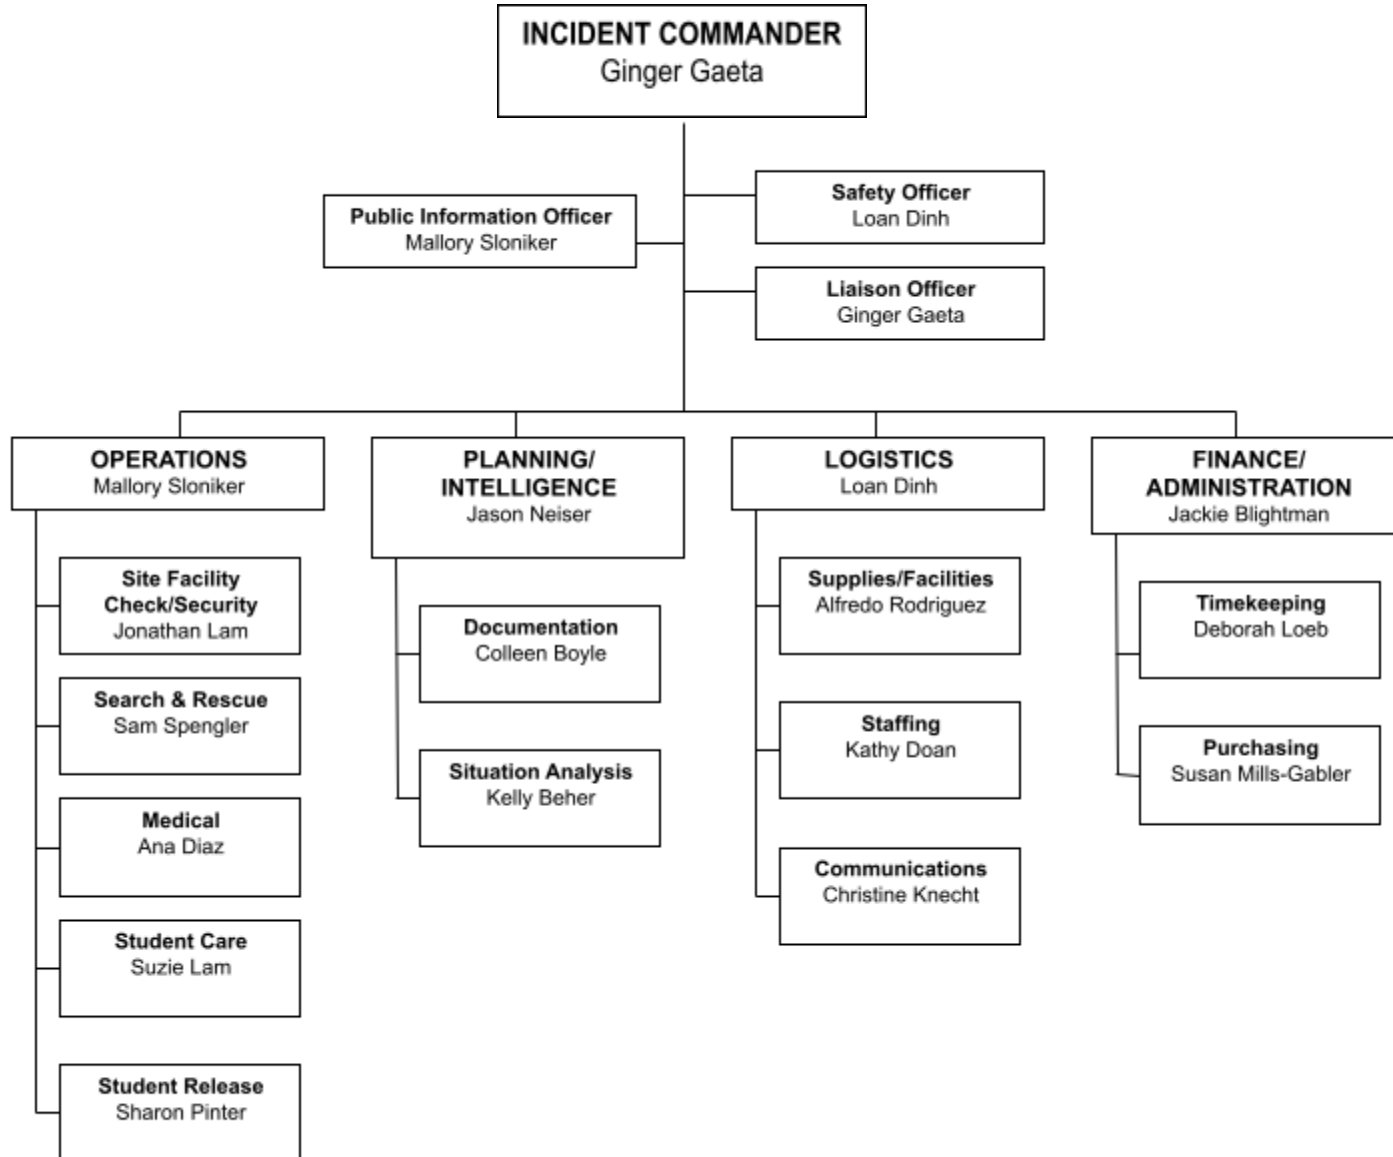 INCIDENT COMMANDER
Ginger Gaeta
Public Information Officer
Mallory Sloniker
Safety Officer
Loan Dinh
Liaison Officer
Ginger Gaeta
OPERATIONS
Mallory Sloniker
Site Facility
Check/Security
Jonathan Lam
Search & Rescue
Sam Spengler
Medical
Ana Diaz
Student Care
Suzie Lam
Student Release
Sharon Pinter
PLANNING/
INTELLIGENCE
Jason Neiser
Documentation
Colleen Boyle
Situation Analysis
Kelly Beher
LOGISTICS
Loan Dinh
Supplies/Facilities
Alfredo Rodriguez
Staffing
Kathy Doan
Communications
Christine Knecht
FINANCE/
ADMINISTRATION
Jackie Blightman
Timekeeping
Deborah Loeb
Purchasing
Susan Mills-Gabler